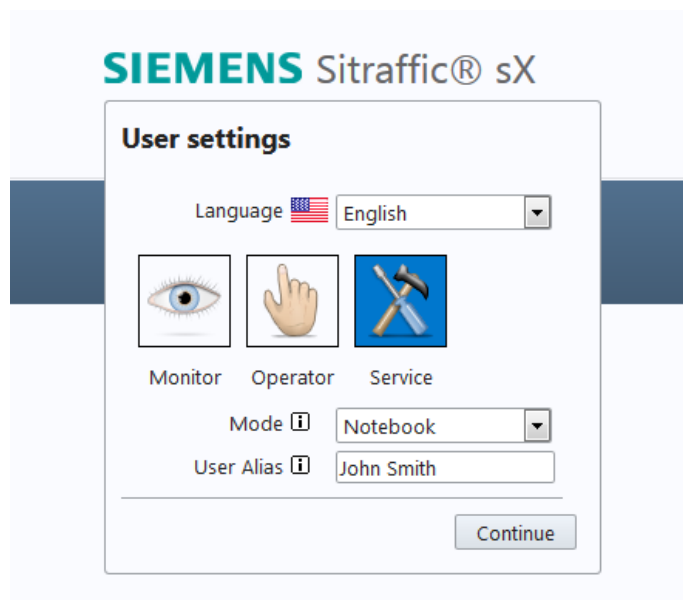 SIEMENS Sitraffic® sX
User settings
Language English
Monitor Operator Service
Mode i Notebook
User Alias i John Smith
Continue